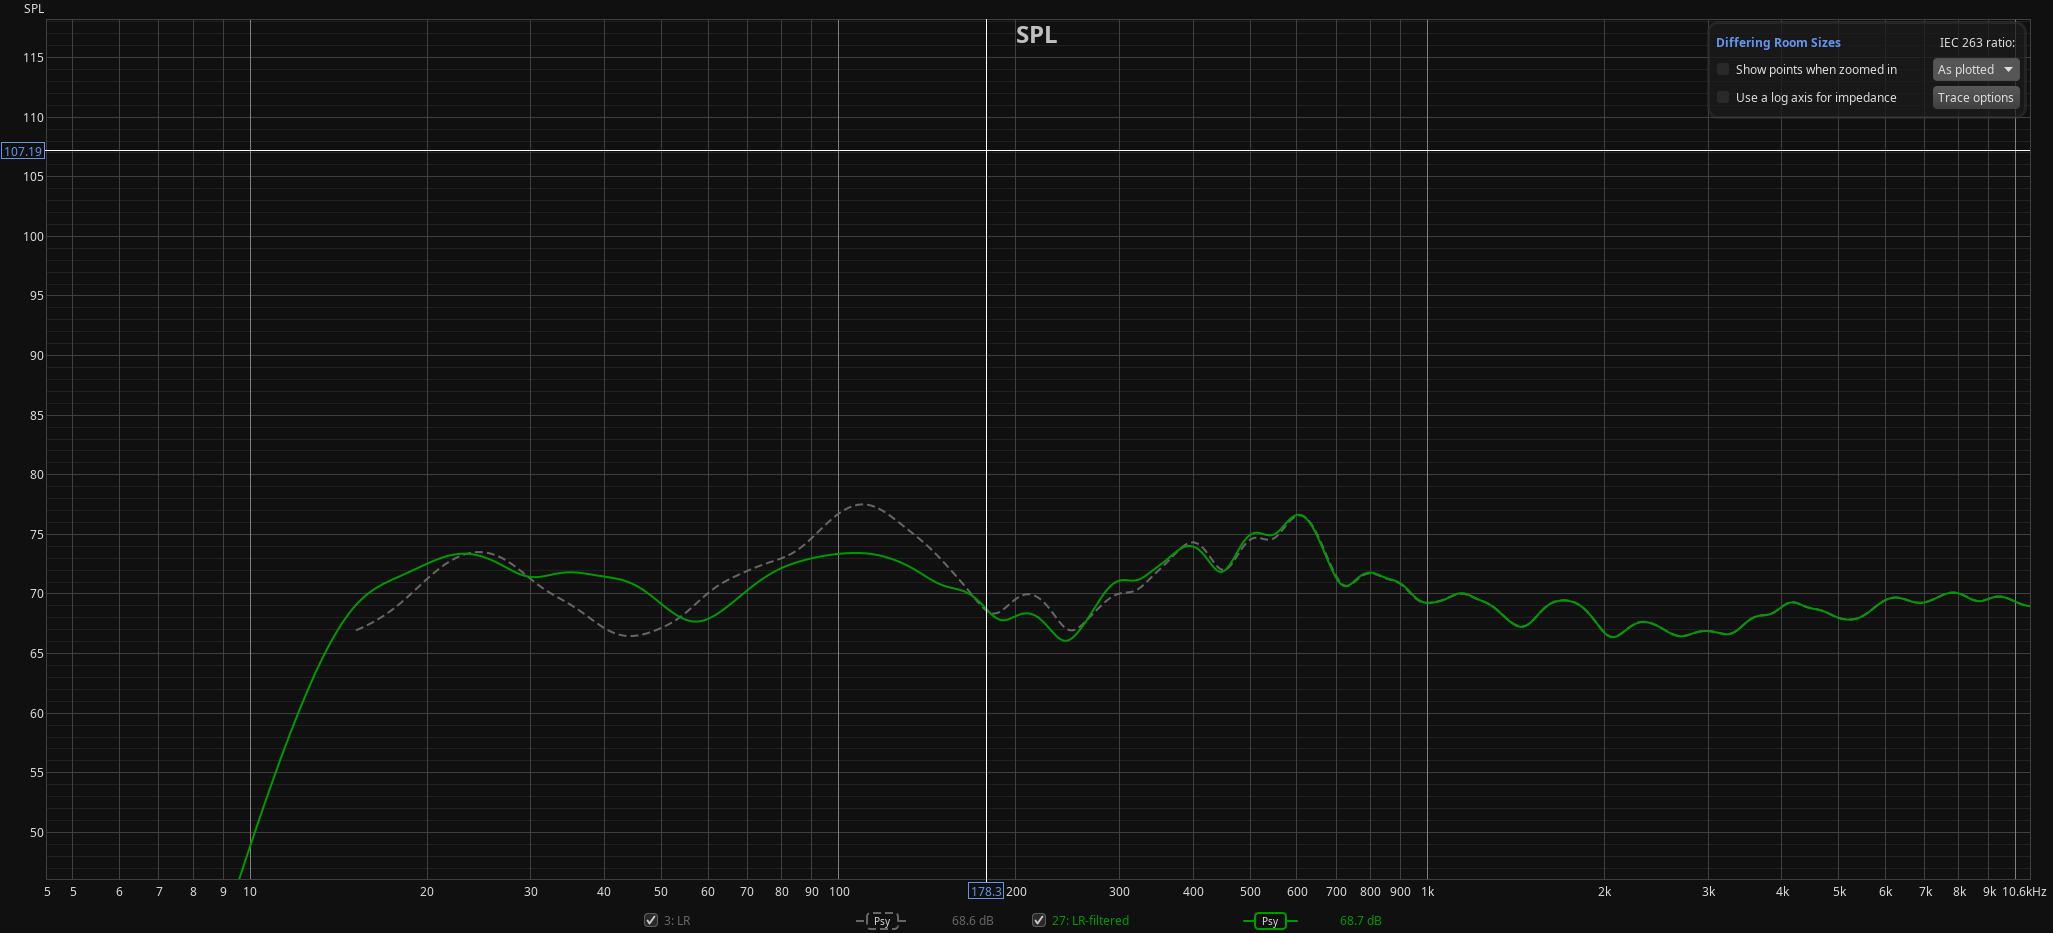 SPL
SPL
Differing Room Sizes IEC 263 ratio:
Show points when zoomed in As plotted
Use a log axis for impedance Trace options
115
110
107.19
105
100
95
90
85
80
75
70
65
60
55
50
5 5 6 7 8 9 10 20 30 40 50 60 70 80 90 100 178.3 200 300 400 500 600 700 800 900 1k 2k 3k 4k 5k 6k 7k 8k 9k 10.6kHz
3: LR Psy 68.6 dB 27: LR-filtered Psy 68.7 dB